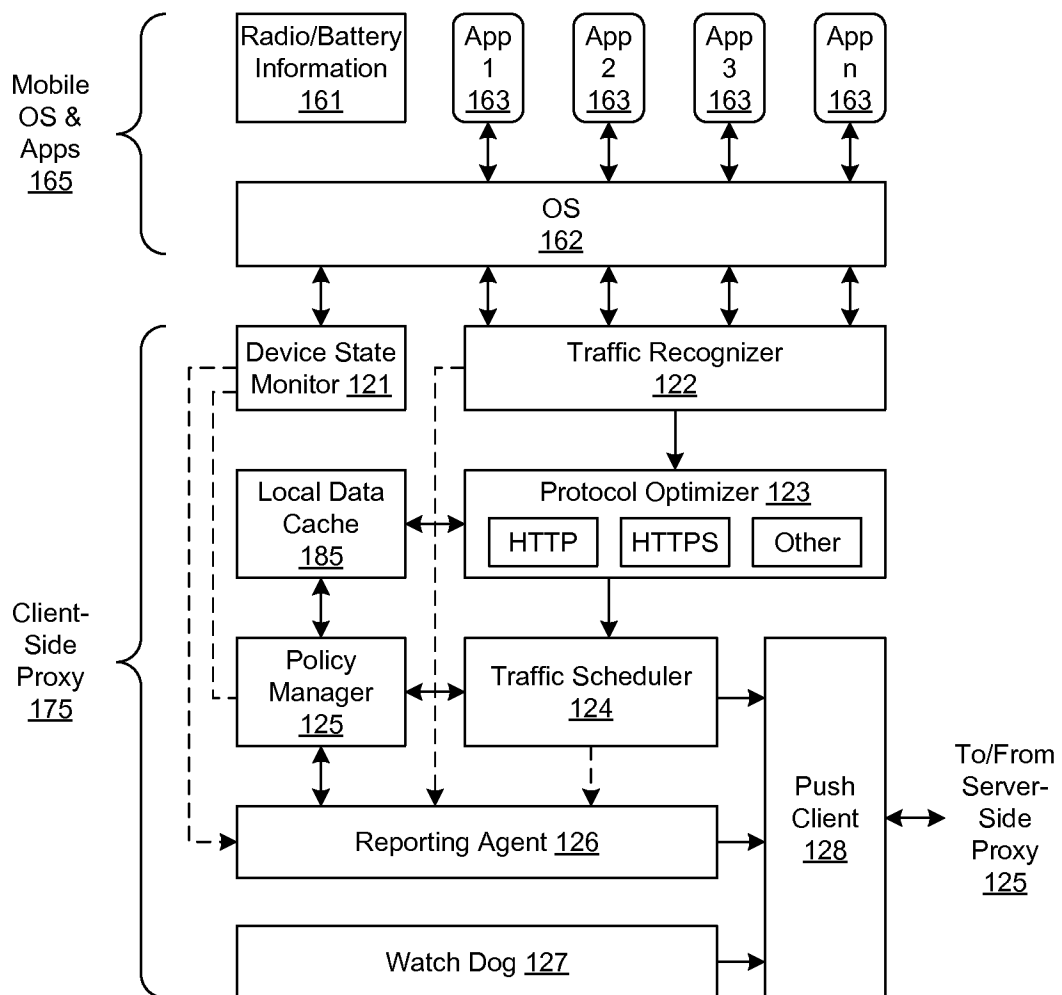 Mobile
OS &
Apps
165
Radio/Battery
Information
161
App
1
163
App
2
163
App
3
163
App
n
163
OS
162
Client-
Side
Proxy
175
Device State
Monitor 121
Traffic Recognizer
122
Local Data
Cache
185
Protocol Optimizer 123
HTTP
HTTPS
Other
Policy
Manager
125
Traffic Scheduler
124
Reporting Agent 126
Watch Dog 127
Push
Client
128
To/From
Server-
Side
Proxy
125